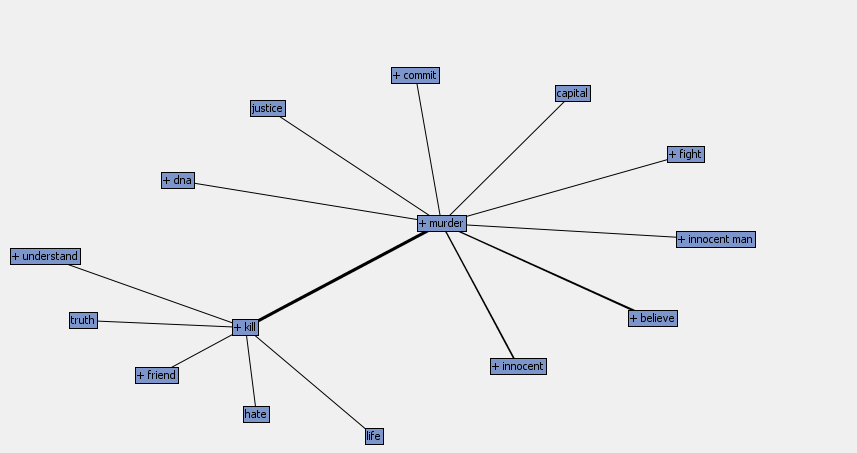 + commit
capital
justice
+ fight
+ dna
+ murder
+ innocent man
+ understand
truth
+ kill
+ believe
+ friend
+ innocent
hate
life